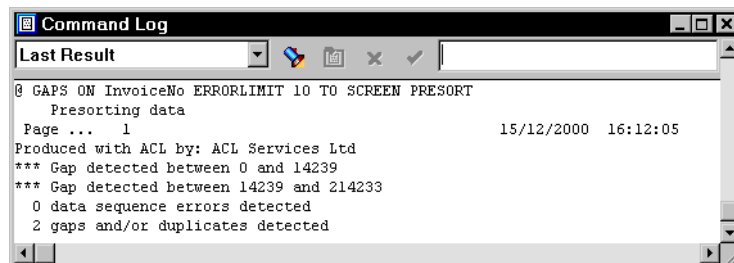 Command Log
Last Result
@ GAPS ON InvoiceNo ERRORLIMIT 10 TO SCREEN PRESORT
Presorting data
Page ... 1 15/12/2000 16:12:05
Produced with ACL by: ACL Services Ltd
*** Gap detected between 0 and 14239
*** Gap detected between 14239 and 214233
0 data sequence errors detected
2 gaps and/or duplicates detected